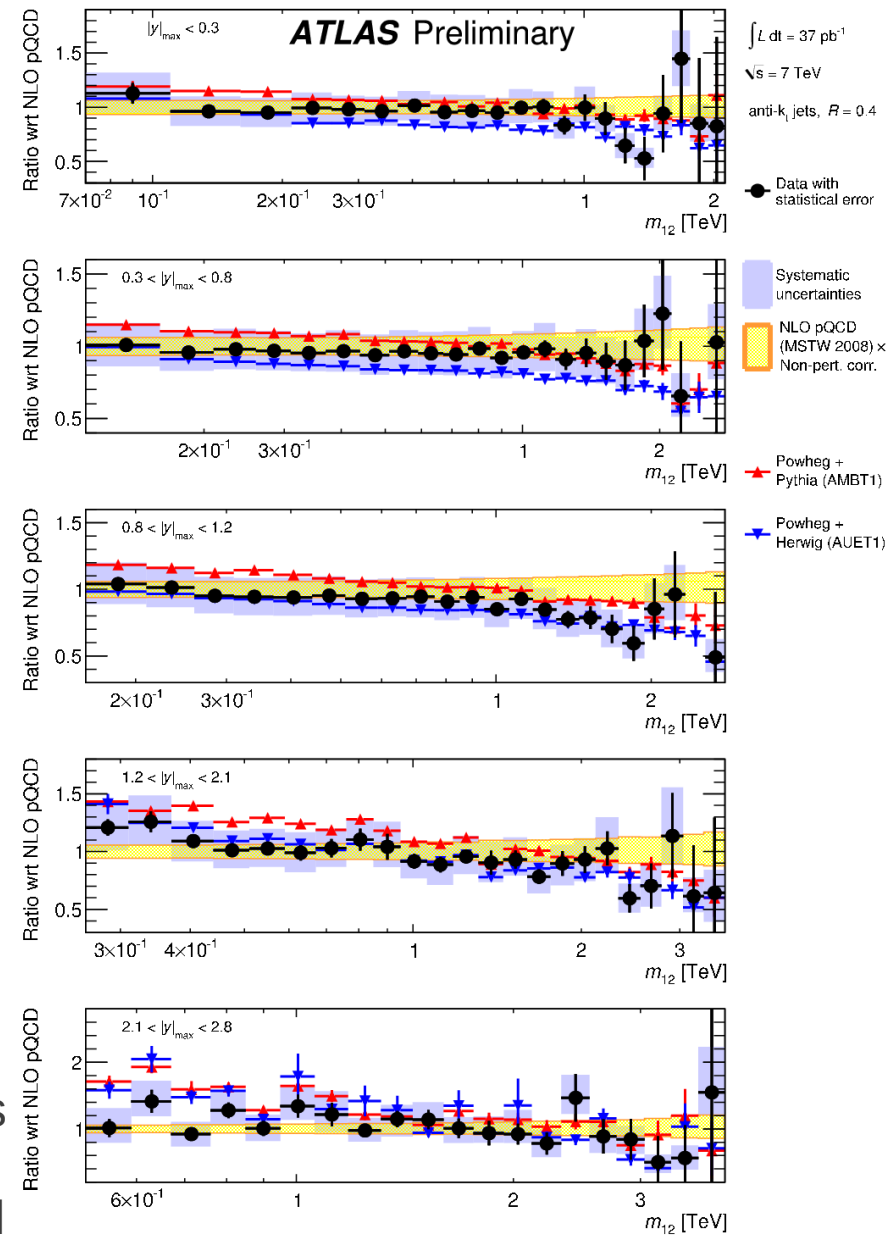 ATLAS Preliminary
∫L dt = 37 pb⁻¹
√s = 7 TeV
anti-kₜ jets, R = 0.4
Data with
statistical error
Systematic
uncertainties
NLO pQCD
(MSTW 2008) ×
Non-pert. corr.
Powheg +
Pythia (AMBT1)
Powheg +
Herwig (AUET1)
|y|max < 0.3
Ratio wrt NLO pQCD
1.5
1
0.5
7×10⁻² 10⁻¹ 2×10⁻¹ 3×10⁻¹ 1 2
m₁₂ [TeV]
0.3 < |y|max < 0.8
Ratio wrt NLO pQCD
1.5
1
0.5
2×10⁻¹ 3×10⁻¹ 1 2
m₁₂ [TeV]
0.8 < |y|max < 1.2
Ratio wrt NLO pQCD
1.5
1
0.5
2×10⁻¹ 3×10⁻¹ 1 2
m₁₂ [TeV]
1.2 < |y|max < 2.1
Ratio wrt NLO pQCD
1.5
1
0.5
3×10⁻¹ 4×10⁻¹ 1 2 3
m₁₂ [TeV]
2.1 < |y|max < 2.8
Ratio wrt NLO pQCD
2
1
6×10⁻¹ 1 2 3
m₁₂ [TeV]